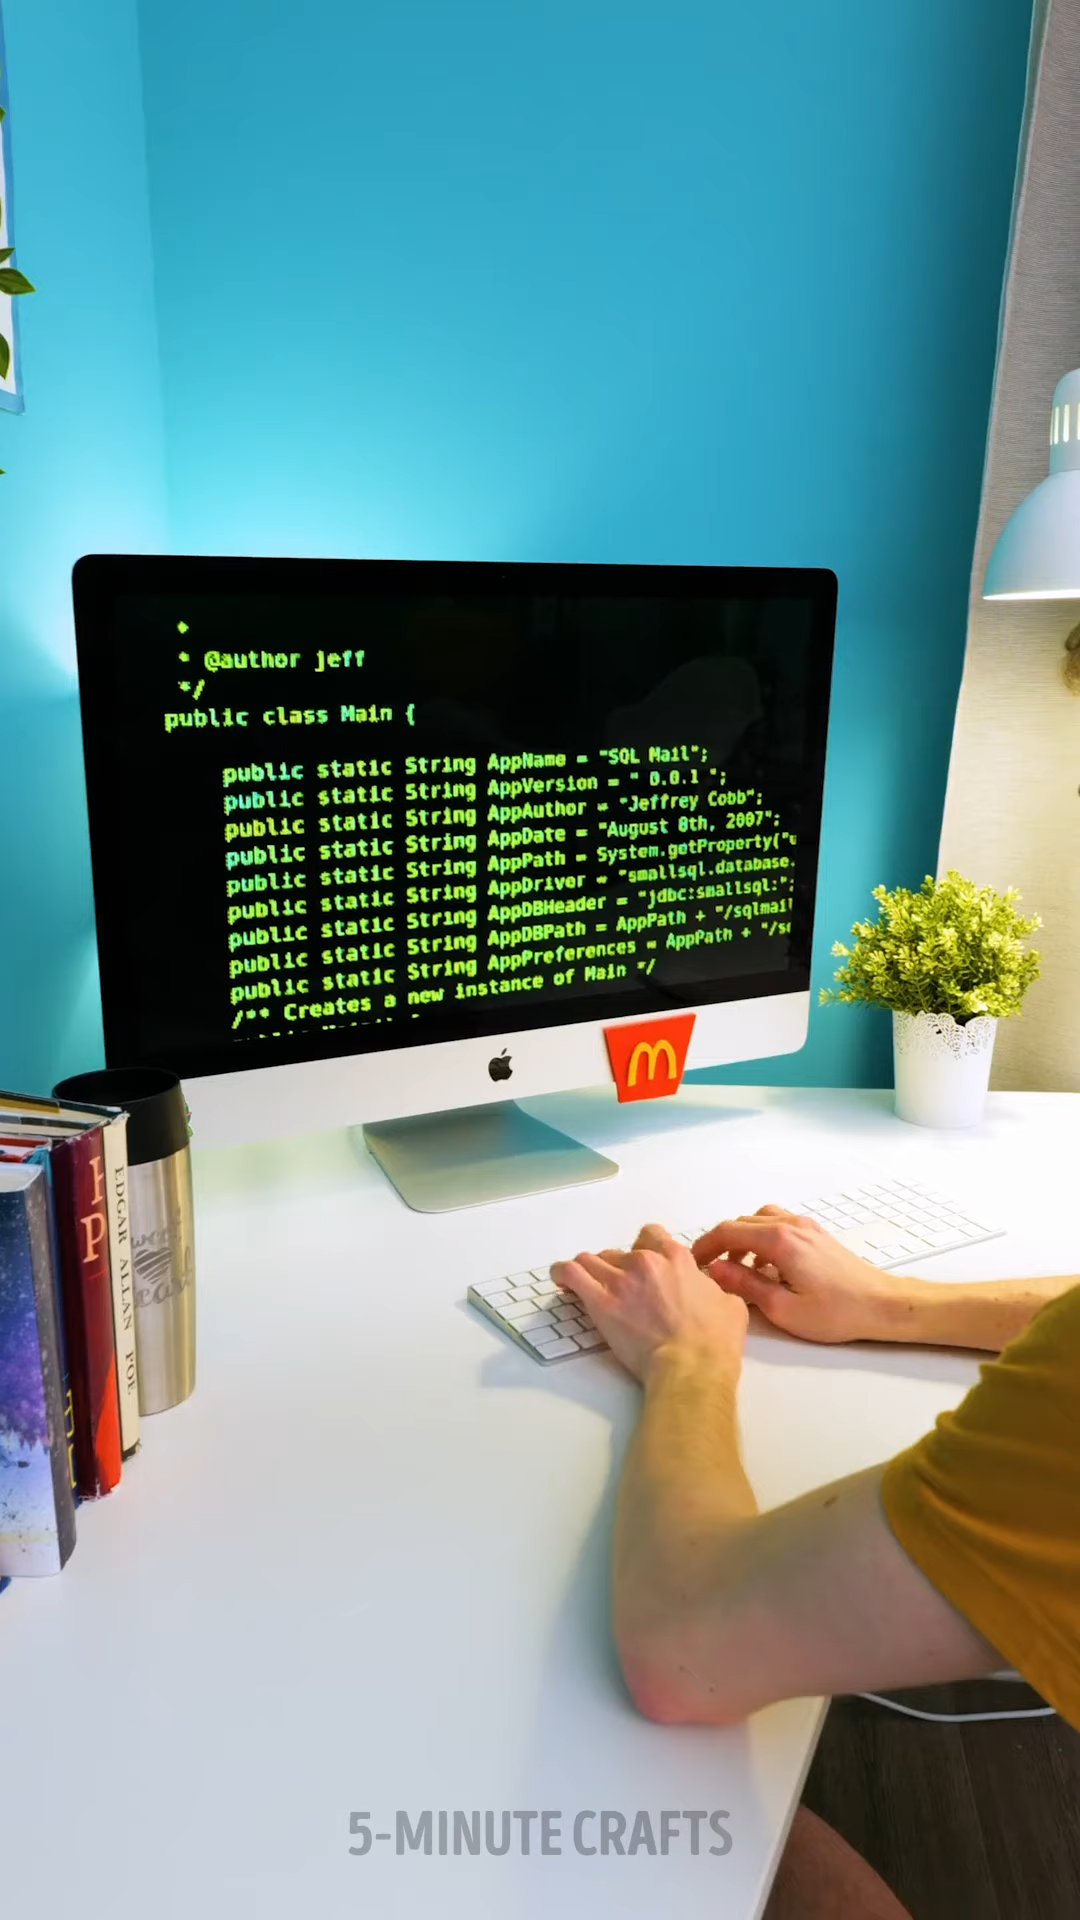 *
* @author jeff
*/
public class Main {
public static String AppName = "SQL Mail";
public static String AppVersion = " 0.0.1 ";
public static String AppAuthor = "Jeffrey Cobb";
public static String AppDate = "August 8th, 2007";
public static String AppPath = System.getProperty("u
public static String AppDriver = "smallsql.database.
public static String AppDBHeader = "jdbc:smallsql:";
public static String AppDBPath = AppPath + "/sqlmail
public static String AppPreferences = AppPath + "/s
/** Creates a new instance of Main */
HP
EDGAR ALLAN POE
5-MINUTE CRAFTS